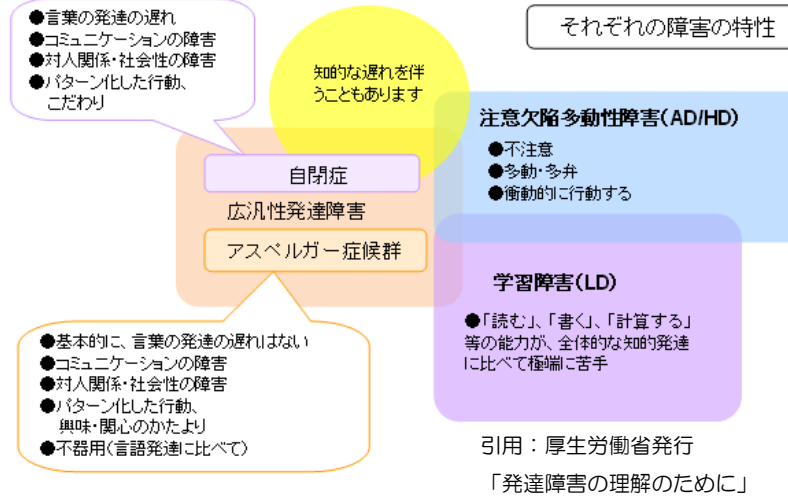 それぞれの障害の特性
●言葉の発達の遅れ
●コミュニケーションの障害
●対人関係・社会性の障害
●パターン化した行動、
こだわり
知的な遅れを伴
うこともあります
注意欠陥多動性障害(AD/HD)
●不注意
●多動・多弁
●衝動的に行動する
自閉症
広汎性発達障害
アスペルガー症候群
学習障害(LD)
●「読む」、「書く」、「計算する」
等の能力が、全体的な知的発達
に比べて極端に苦手
●基本的に、言葉の発達の遅れはない
●コミュニケーションの障害
●対人関係・社会性の障害
●パターン化した行動、
興味・関心のかたより
●不器用(言語発達に比べて)
引用：厚生労働省発行
「発達障害の理解のために」